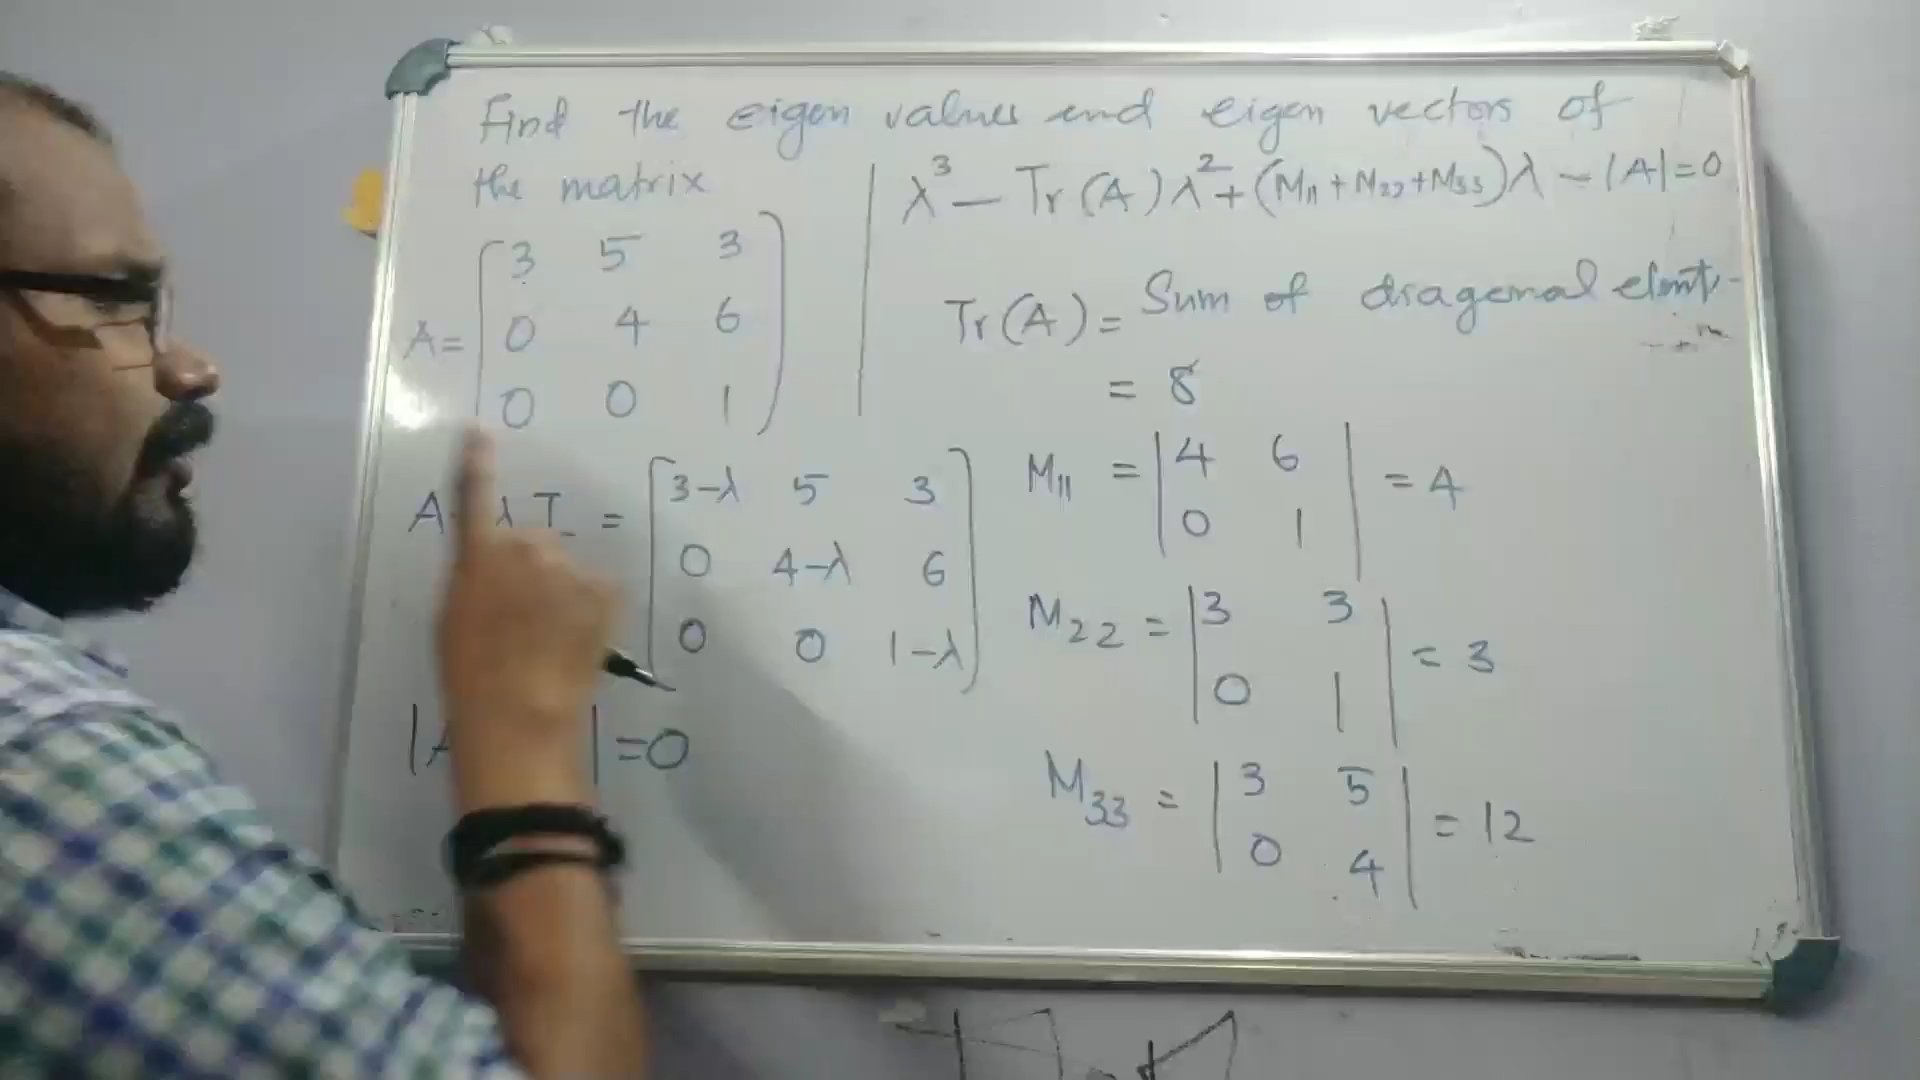 Find the eigen values and eigen vectors of
the matrix
A= [3 5 3
0 4 6
0 0 1]
A-λI = [3-λ 5 3
0 4-λ 6
0 0 1-λ]
|A | =0
λ³ - Tr(A)λ² + (M₁₁+M₂₂+M₃₃)λ - |A|=0
Tr(A) = Sum of diagonal
= 8
M₁₁ = |4 6
0 1| = 4
M₂₂ = |3 3
0 1| = 3
M₃₃ = |3 5
0 4| = 12